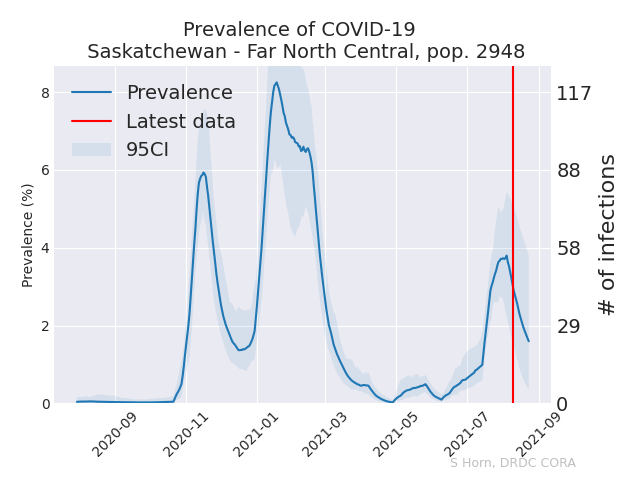 Prevalence of COVID-19
Saskatchewan - Far North Central, pop. 2948
Prevalence
Latest data
95CI
Prevalence (%)
8
6
4
2
0
117
88
58
29
0
# of infections
2020-09
2020-11
2021-01
2021-03
2021-05
2021-07
2021-09
S Horn, DRDC CORA